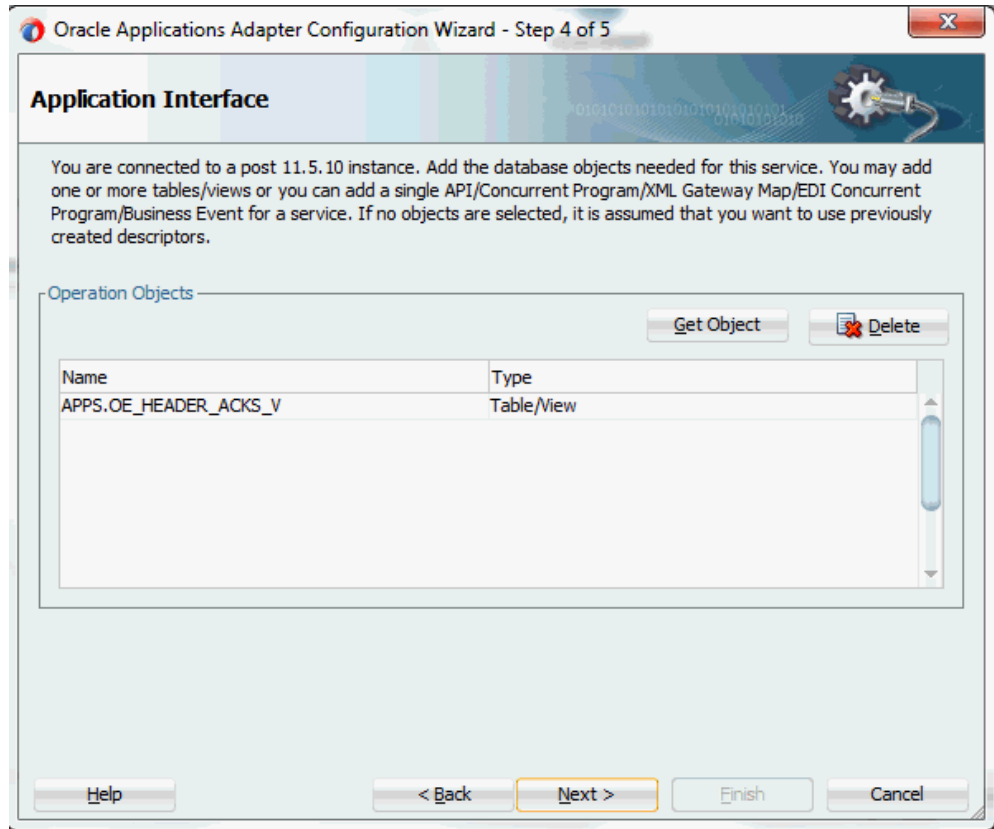 Oracle Applications Adapter Configuration Wizard - Step 4 of 5
Application Interface
You are connected to a post 11.5.10 instance. Add the database objects needed for this service. You may add
one or more tables/views or you can add a single API/Concurrent Program/XML Gateway Map/EDI Concurrent
Program/Business Event for a service. If no objects are selected, it is assumed that you want to use previously
created descriptors.
Operation Objects
Get Object Delete
Name Type
APPS.OE_HEADER_ACKS_V Table/View
Help < Back Next > Finish Cancel